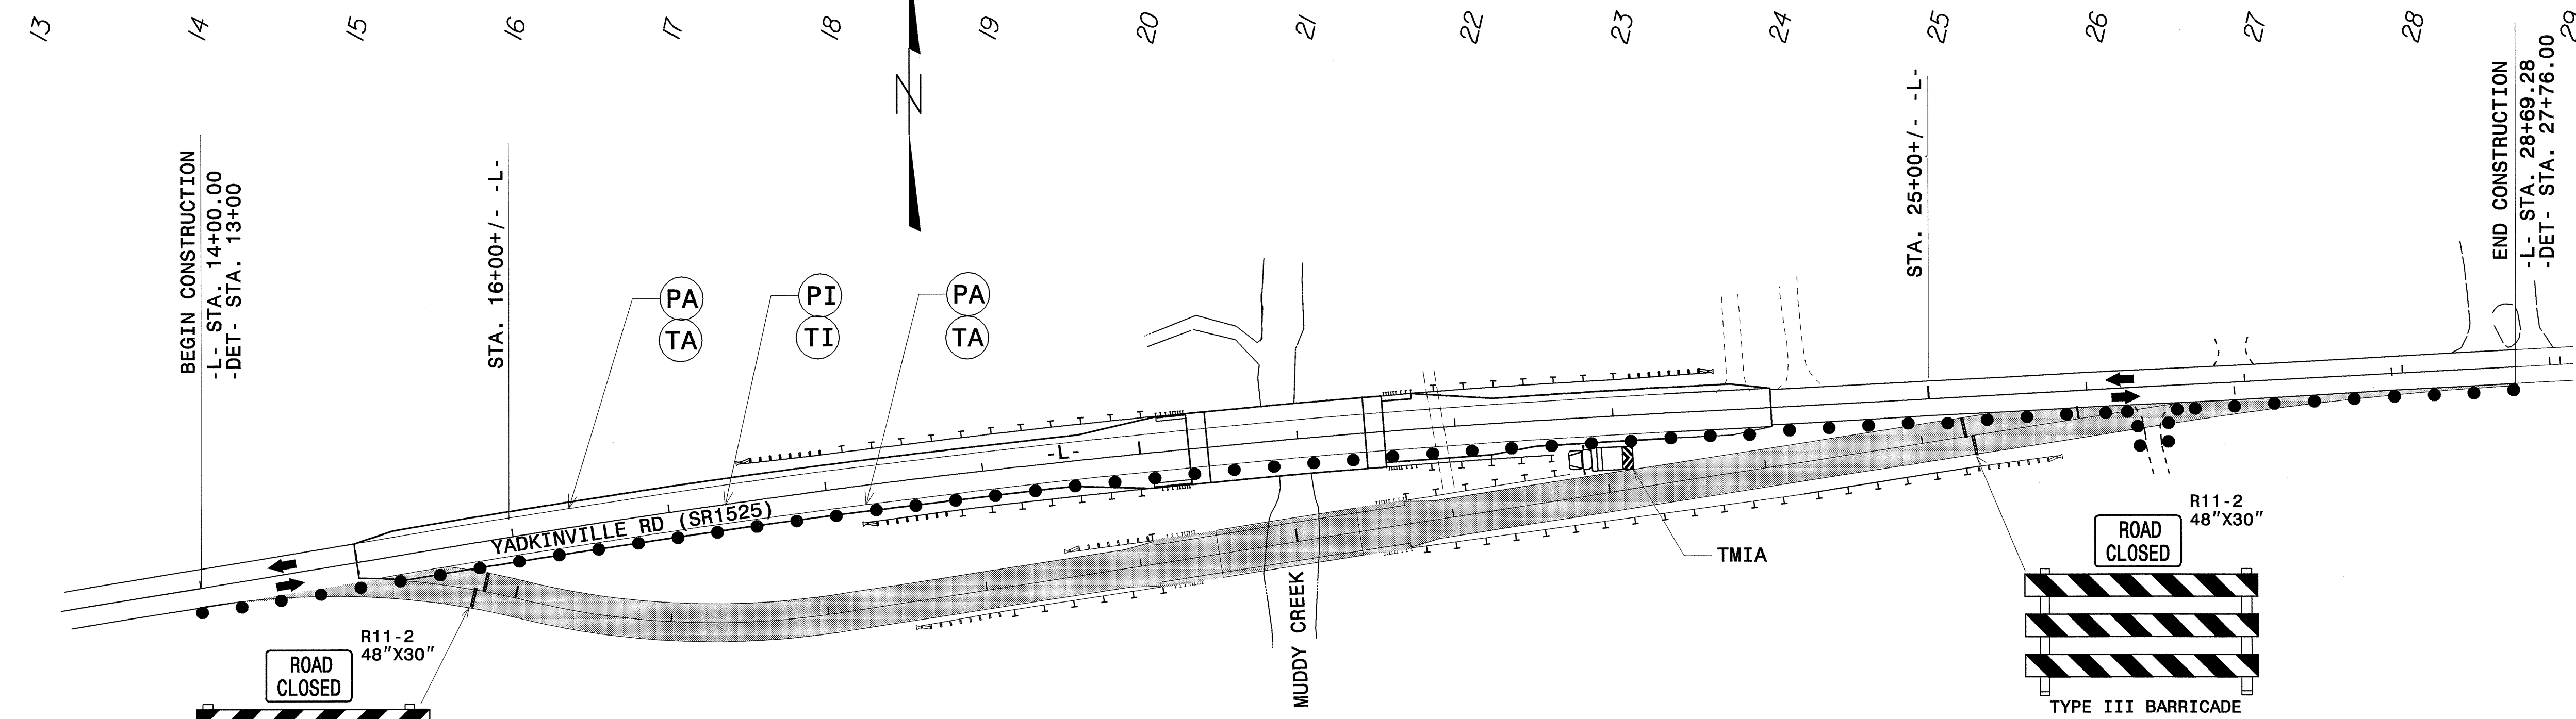 13
14
15
16
17
18
19
20
21
22
23
24
25
26
27
28
29
BEGIN CONSTRUCTION
-L- STA. 14+00.00
-DET- STA. 13+00
STA. 16+00+/- -L-
N
STA. 25+00+/- -L-
END CONSTRUCTION
-L- STA. 28+69.28
-DET- STA. 27+76.00
PA
TA
PI
TI
PA
TA
-L-
YADKINVILLE RD (SR1525)
MUDDY CREEK
TMIA
R11-2
48"X30"
ROAD
CLOSED
R11-2
48"X30"
ROAD
CLOSED
TYPE III BARRICADE